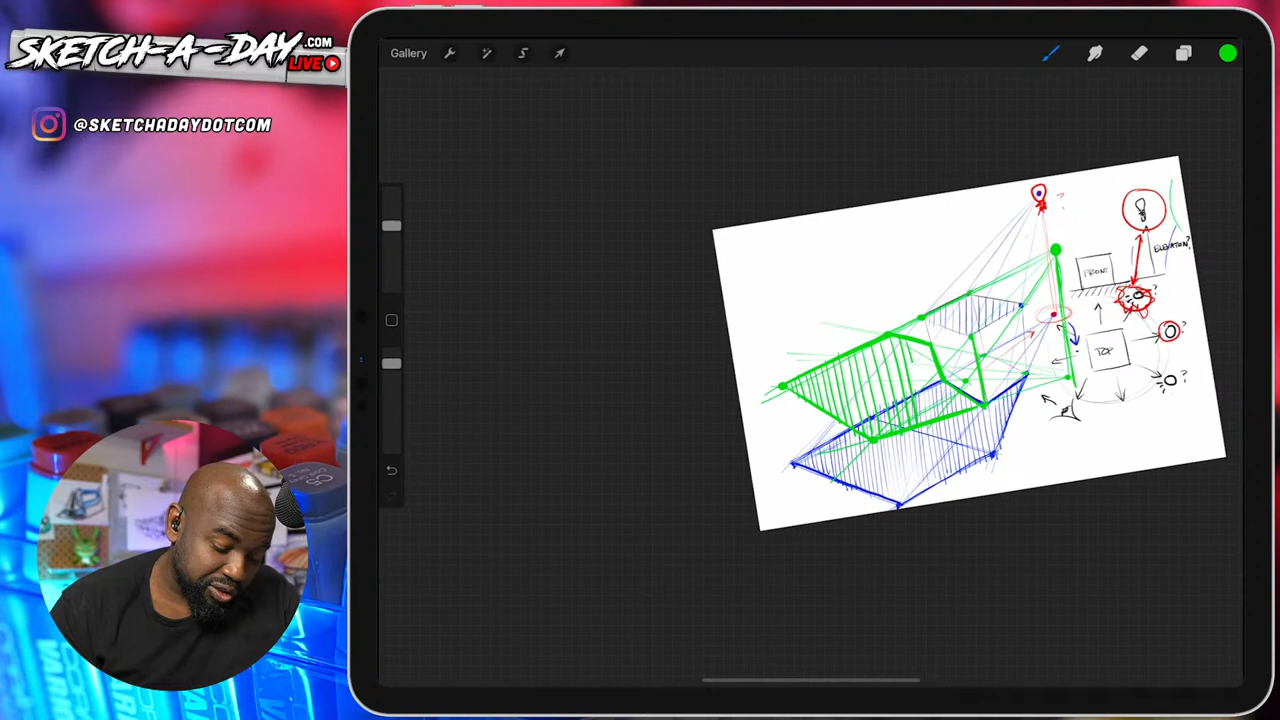 SKETCH-A-DAY.COM
LIVE
@SKETCHADAYDOTCOM
Gallery
?
ELEVATION?
FRONT
?
?
TOP
?